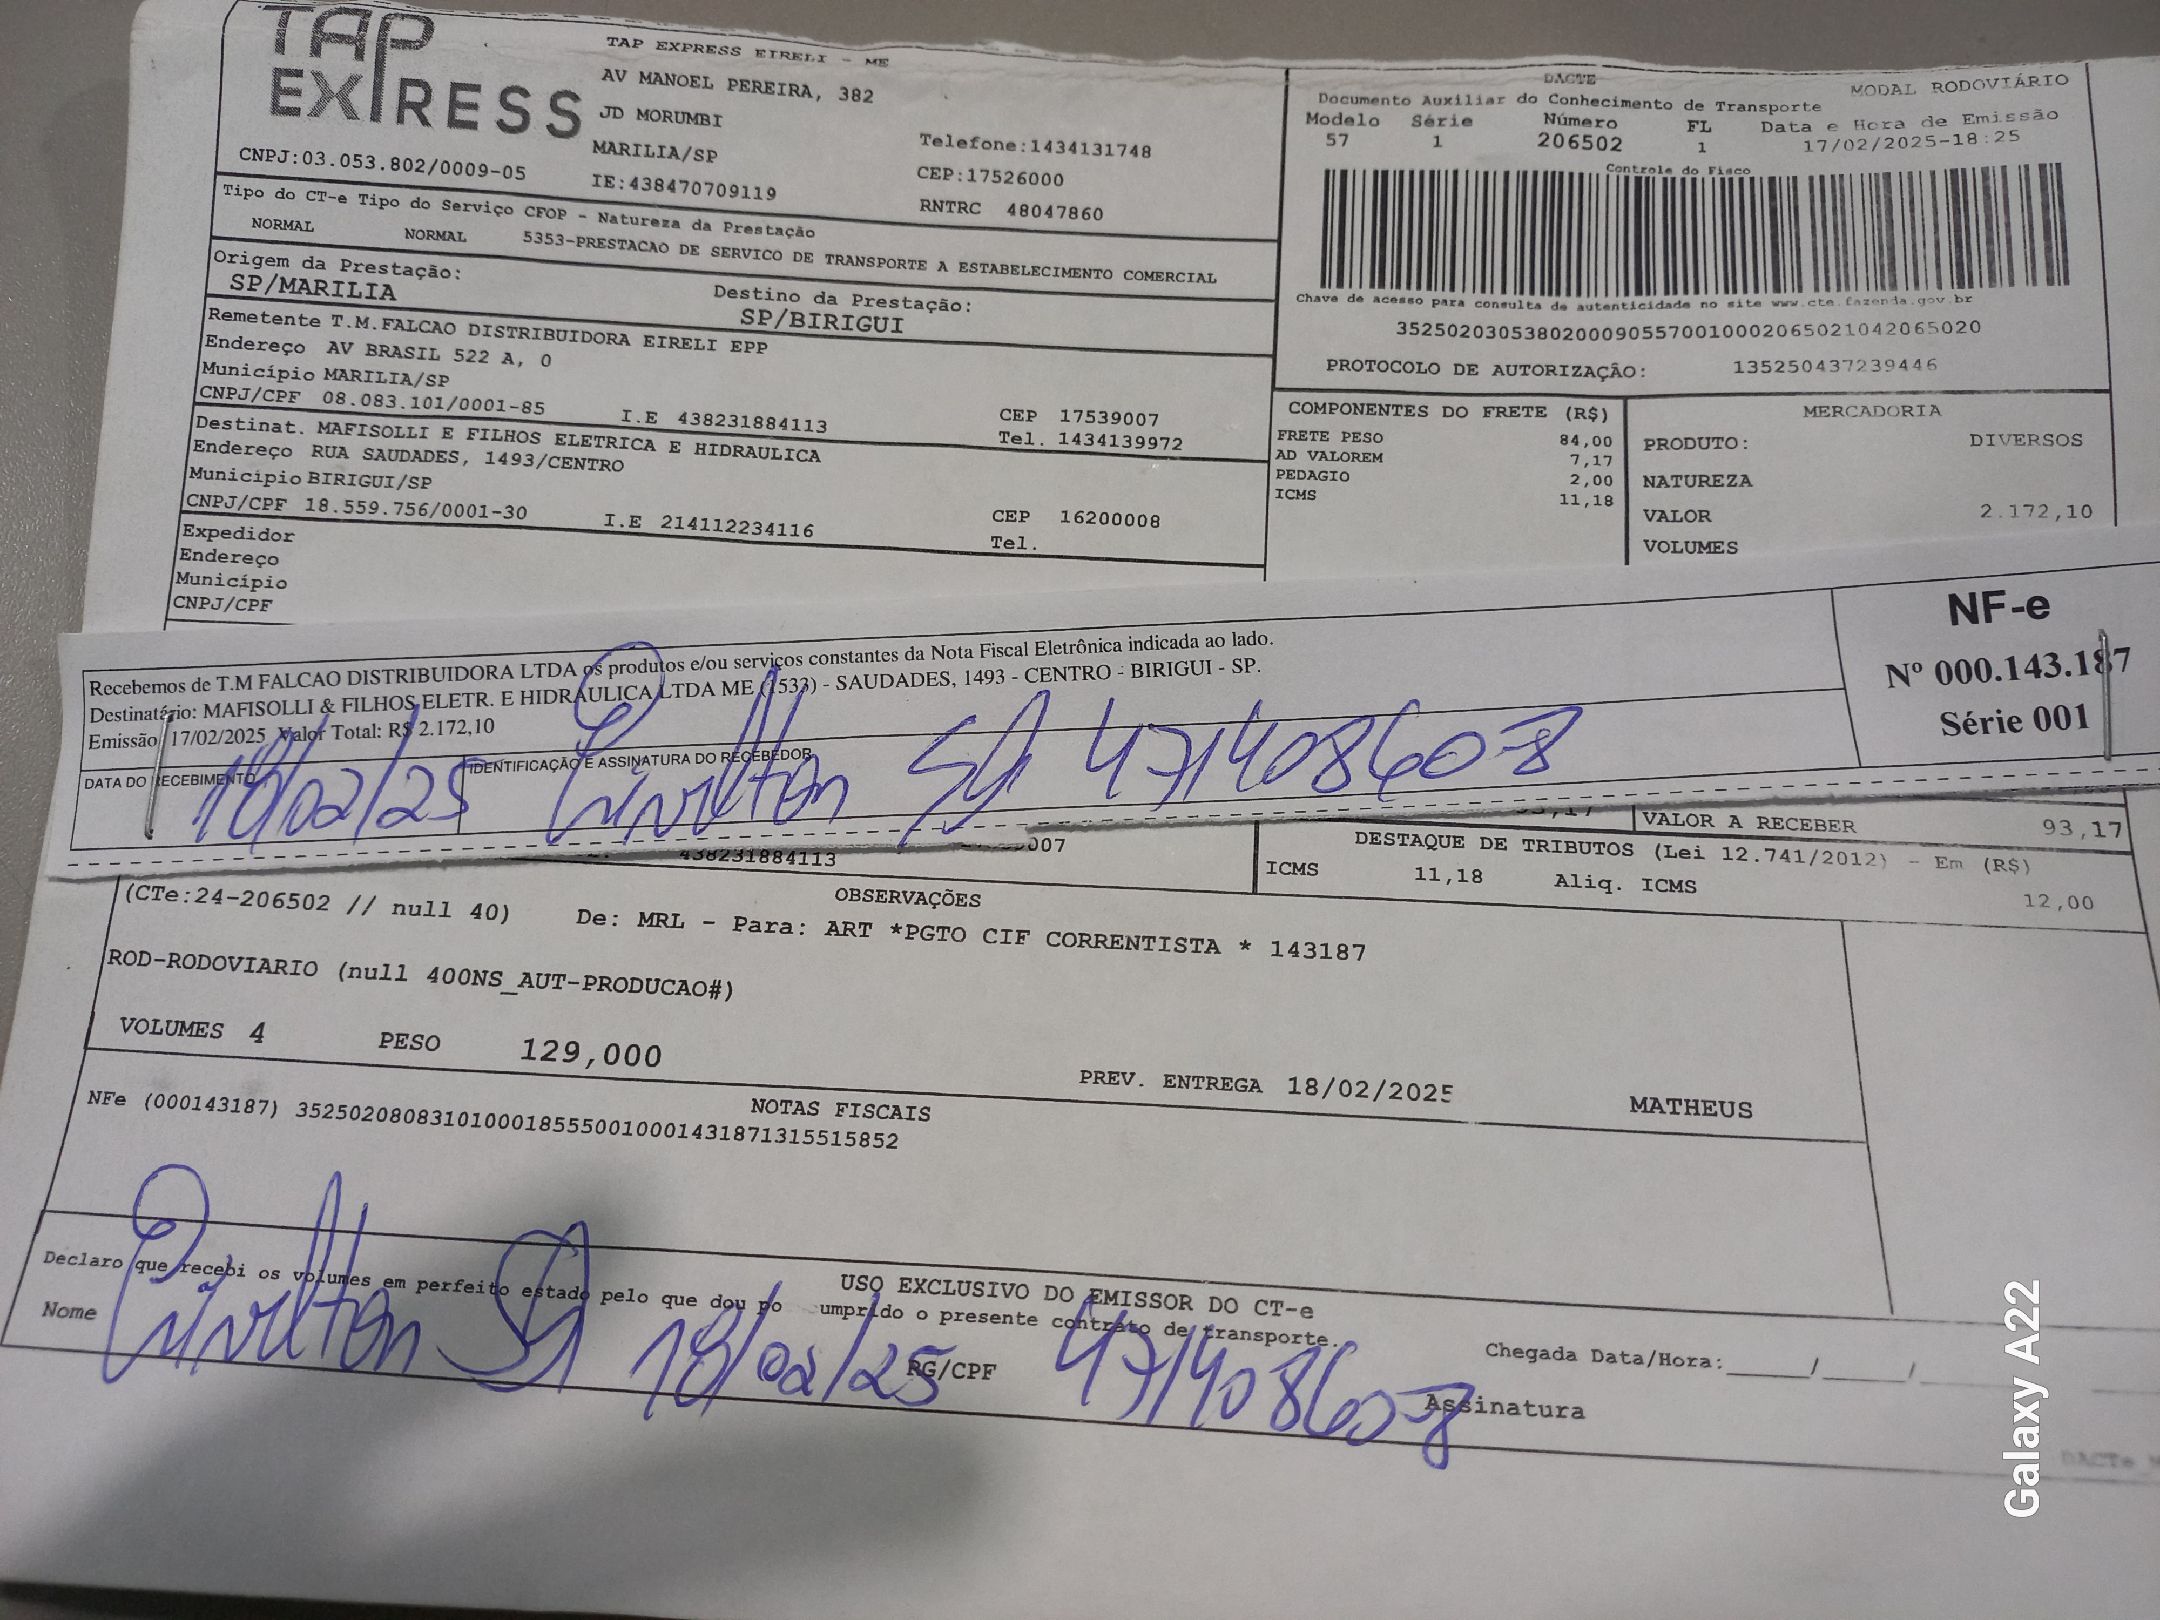 TAP EXPRESS
TAP EXPRESS EIRELI - ME
AV MANOEL PEREIRA, 382
JD MORUMBI
MARILIA/SP
Telefone:1434131748
CEP:17526000
CNPJ:03.053.802/0009-05
IE:438470709119
RNTRC 48047860
DACTE
MODAL RODOVIÁRIO
Documento Auxiliar do Conhecimento de Transporte
Modelo Série Número FL Data e Hora de Emissão
57 1 206502 1 17/02/2025-18:25
Controle do Fisco
Chave de acesso para consulta de autenticidade no site www.cte.fazenda.gov.br
35250203053802000905570010002065021042065020
PROTOCOLO DE AUTORIZAÇÃO: 135250437239446
Tipo do CT-e Tipo do Serviço CFOP - Natureza da Prestação
NORMAL NORMAL 5353-PRESTACAO DE SERVICO DE TRANSPORTE A ESTABELECIMENTO COMERCIAL
Origem da Prestação:
SP/MARILIA
Destino da Prestação:
SP/BIRIGUI
Remetente T.M.FALCAO DISTRIBUIDORA EIRELI EPP
Endereço AV BRASIL 522 A, 0
Município MARILIA/SP
CNPJ/CPF 08.083.101/0001-85 I.E 438231884113
CEP 17539007
Tel. 1434139972
Destinat. MAFISOLLI E FILHOS ELETRICA E HIDRAULICA
Endereço RUA SAUDADES, 1493/CENTRO
Município BIRIGUI/SP
CNPJ/CPF 18.559.756/0001-30 I.E 214112234116
CEP 16200008
Tel.
Expedidor
Endereço
Município
CNPJ/CPF
COMPONENTES DO FRETE (R$)
FRETE PESO 84,00
AD VALOREM 7,17
PEDAGIO 2,00
ICMS 11,18
MERCADORIA
PRODUTO: DIVERSOS
NATUREZA
VALOR 2.172,10
VOLUMES
Recebemos de T.M FALCAO DISTRIBUIDORA LTDA os produtos e/ou serviços constantes da Nota Fiscal Eletrônica indicada ao lado.
Destinatário: MAFISOLLI & FILHOS ELETR. E HIDRÁULICA LTDA ME (1533) - SAUDADES, 1493 - CENTRO - BIRIGUI - SP.
Emissão 17/02/2025 Valor Total: R$ 2.172,10
DATA DO RECEBIMENTO
IDENTIFICAÇÃO E ASSINATURA DO RECEBEDOR
18/02/25 47140860-8
NF-e
Nº 000.143.187
Série 001
438231884113
VALOR A RECEBER 93,17
DESTAQUE DE TRIBUTOS (Lei 12.741/2012) - Em (R$)
ICMS 11,18 Aliq. ICMS 12,00
OBSERVAÇÕES
(CTe:24-206502 // null 40) De: MRL - Para: ART *PGTO CIF CORRENTISTA * 143187
ROD-RODOVIARIO (null 400NS_AUT-PRODUCAO#)
VOLUMES 4 PESO 129,000
PREV. ENTREGA 18/02/2025 MATHEUS
NOTAS FISCAIS
NFe (000143187) 35250208083101000185550010001431871315515852
USO EXCLUSIVO DO EMISSOR DO CT-e
Declaro que recebi os volumes em perfeito estado pelo que dou po umprido o presente contrato de transporte.
Nome 18/02/25 RG/CPF 47140860-8 Assinatura
Chegada Data/Hora:_____/_____/_____
Galaxy A22